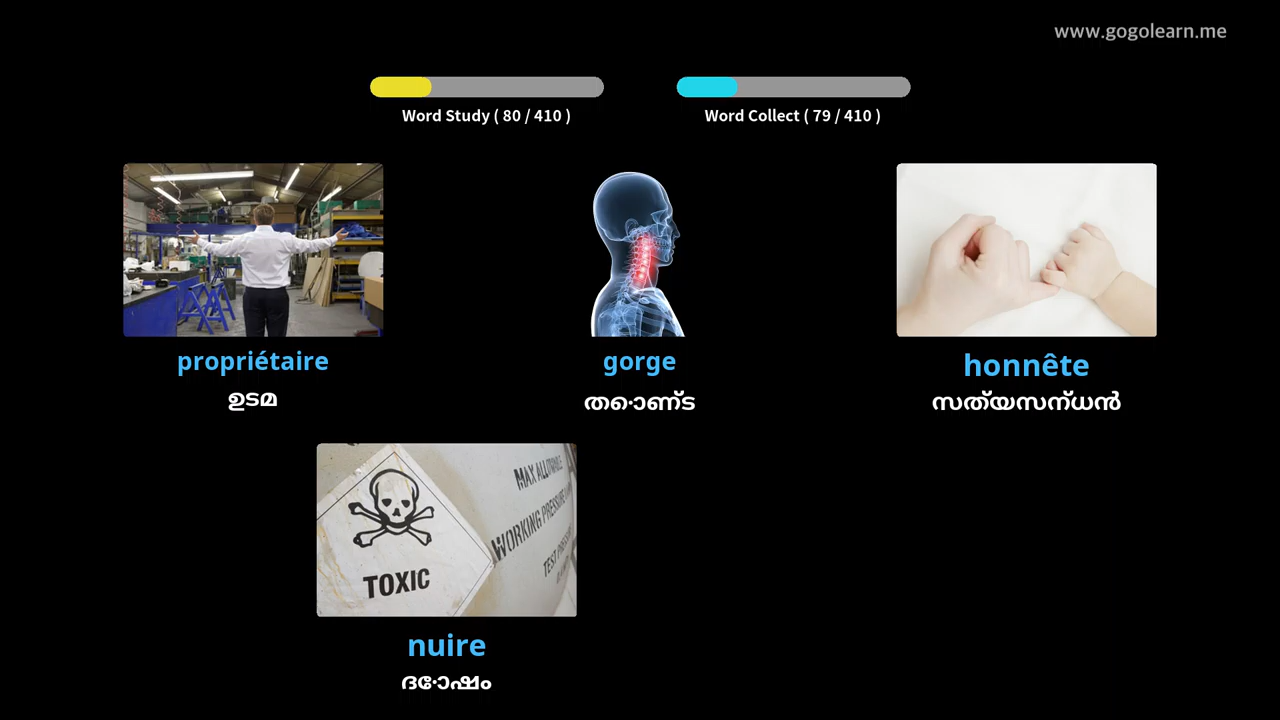 www.gogolearn.me
Word Study ( 80 / 410 )
Word Collect ( 79 / 410 )
propriétaire
gorge
honnête
ഉടമ
തൊണ്ട
സത്യസന്ധൻ
MAX ALLOWABLE
WORKING PRESSURE
TEST PRESSURE
TOXIC
nuire
ദോഷം